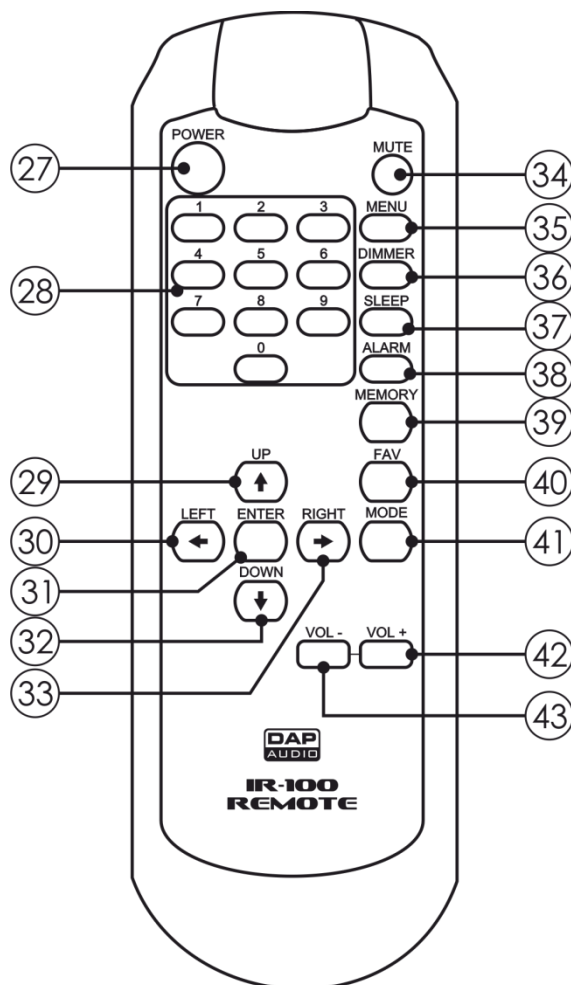 POWER
MUTE
27
34
1 2 3
MENU
35
4 5 6
DIMMER
36
28
7 8 9
SLEEP
37
0
ALARM
38
MEMORY
39
UP
FAV
29
40
LEFT ENTER RIGHT MODE
30
41
31
DOWN
32
VOL - VOL +
42
33
43
DAP
AUDIO
IR-100
REMOTE